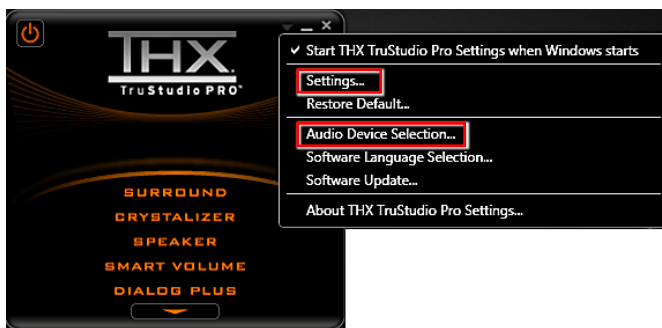 THX
TruStudio PRO
SURROUND
CRYSTALIZER
SPEAKER
SMART VOLUME
DIALOG PLUS
✓ Start THX TruStudio Pro Settings when Windows starts
Settings...
Restore Default...
Audio Device Selection...
Software Language Selection...
Software Update...
About THX TruStudio Pro Settings...